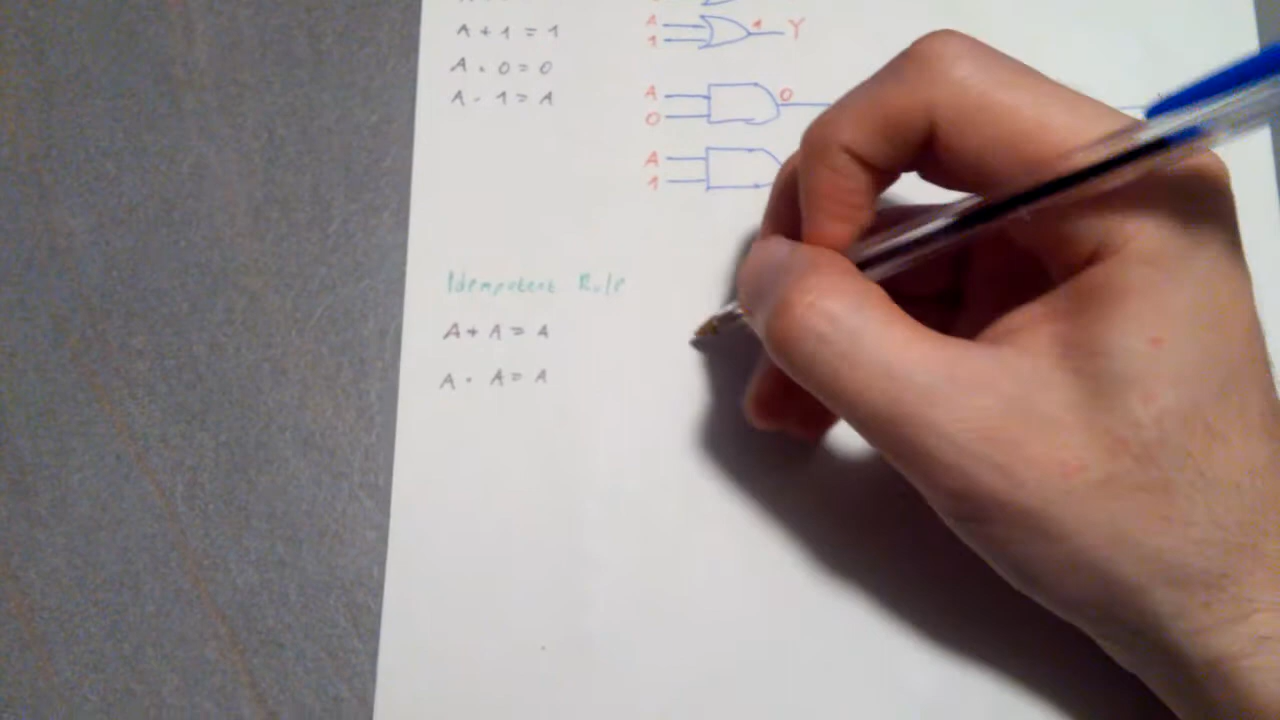 A + 1 = 1
A . 0 = 0
A . 1 = A
A
1
1 Y
A
0
0
A
1
Idempotent Rule
A + A = A
A . A = A